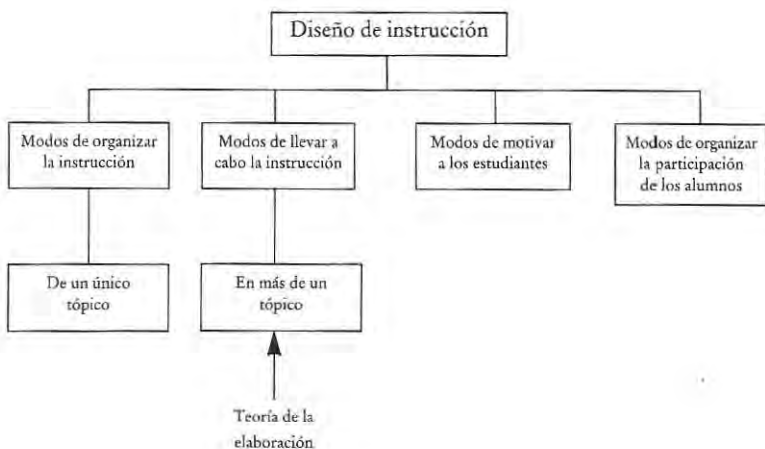 Diseño de instrucción
Modos de organizar
la instrucción
Modos de llevar a
cabo la instrucción
Modos de motivar
a los estudiantes
Modos de organizar
la participación
de los alumnos
De un único
tópico
En más de un
tópico
Teoría de la
elaboración